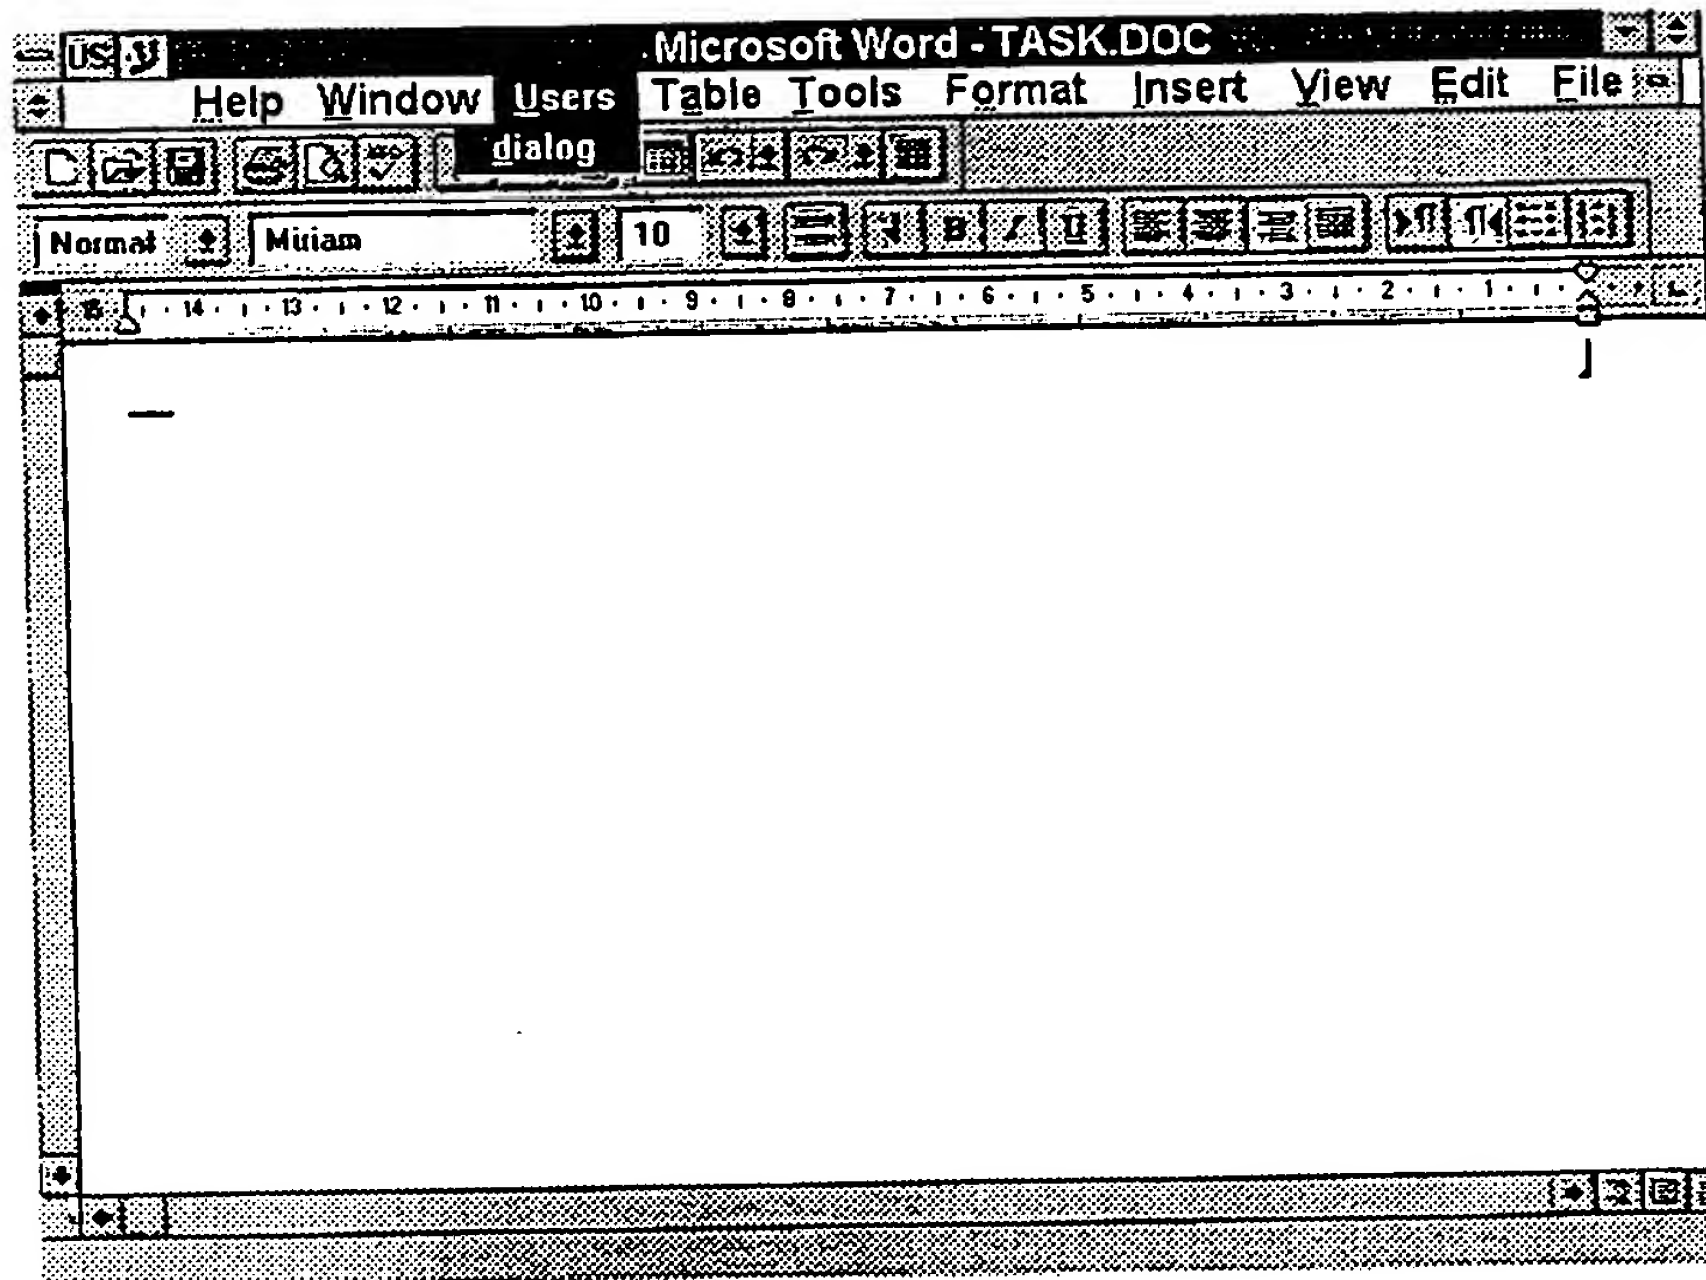 Microsoft Word - TASK.DOC
Help Window Users Table Tools Format Insert View Edit File
dialog
Normal Miriam 10 B I U
15 14 13 12 11 10 9 8 7 6 5 4 3 2 1